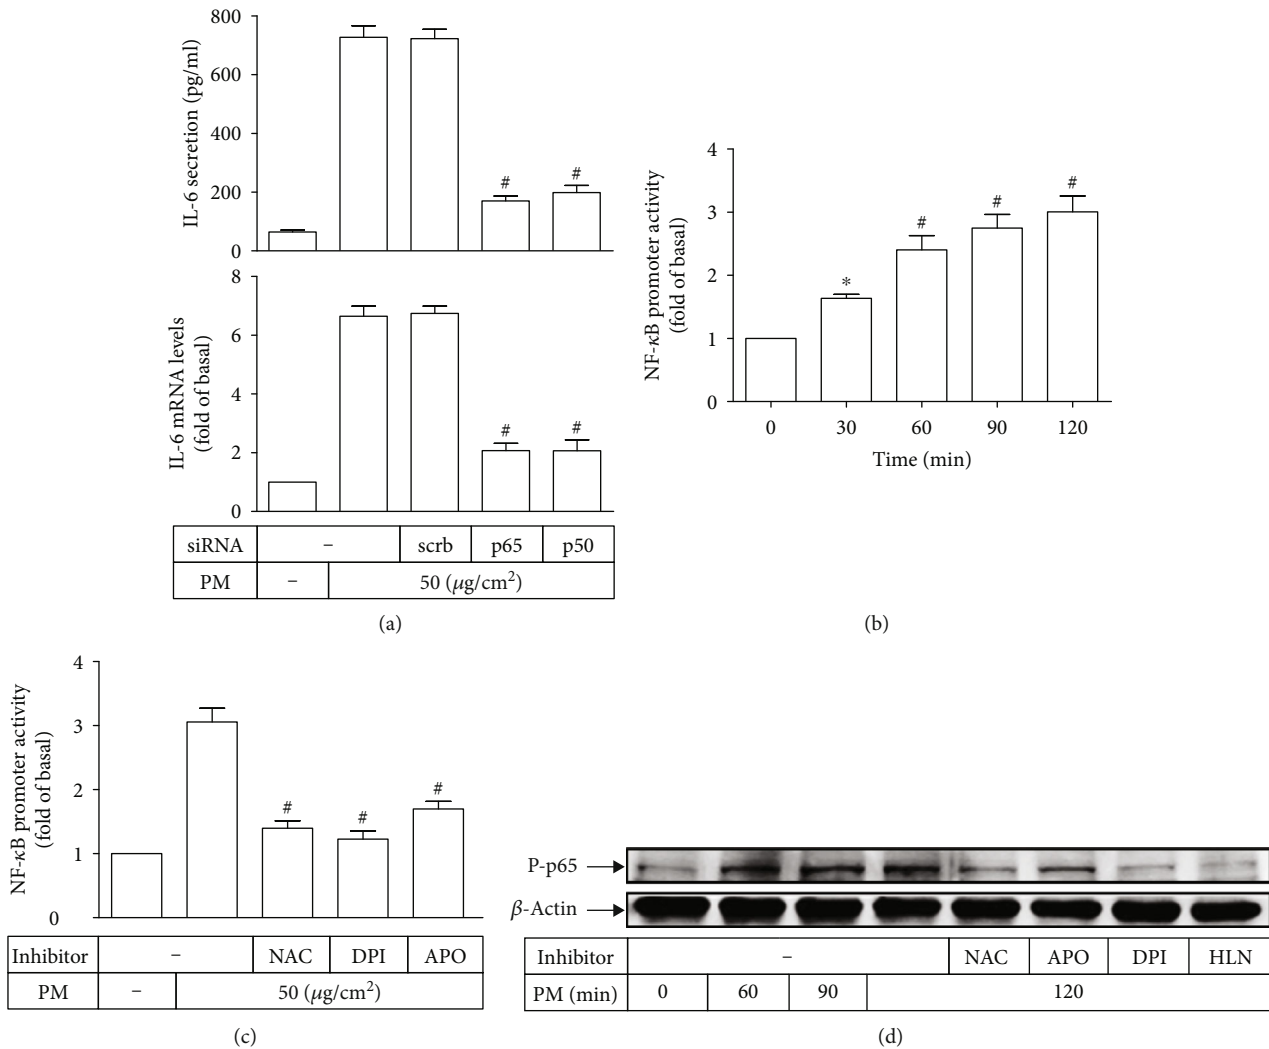 IL-6 secretion (pg/ml)
800
600
400
200
0
# #
IL-6 mRNA levels
(fold of basal)
8
6
4
2
0
# #
siRNA – scrb p65 p50
PM – 50 (μg/cm²)
(a)
NF-κB promoter activity
(fold of basal)
4
3
2
1
0
* # # #
0 30 60 90 120
Time (min)
(b)
NF-κB promoter activity
(fold of basal)
4
3
2
1
0
# # #
Inhibitor – NAC DPI APO
PM – 50 (μg/cm²)
(c)
P-p65
β-Actin
Inhibitor – NAC APO DPI HLN
PM (min) 0 60 90 120
(d)